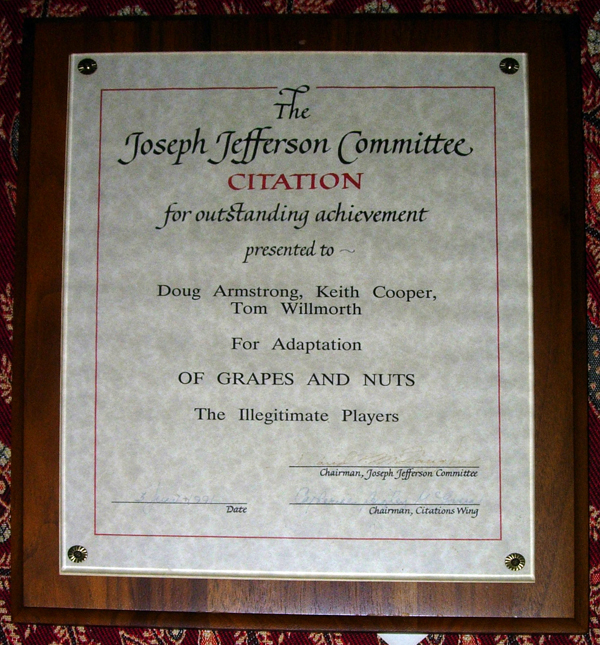 The
Joseph Jefferson Committee
CITATION
for outstanding achievement
presented to ~
Doug Armstrong, Keith Cooper,
Tom Willmorth
For Adaptation
OF GRAPES AND NUTS
The Illegitimate Players
Chairman, Joseph Jefferson Committee
Date
Chairman, Citations Wing